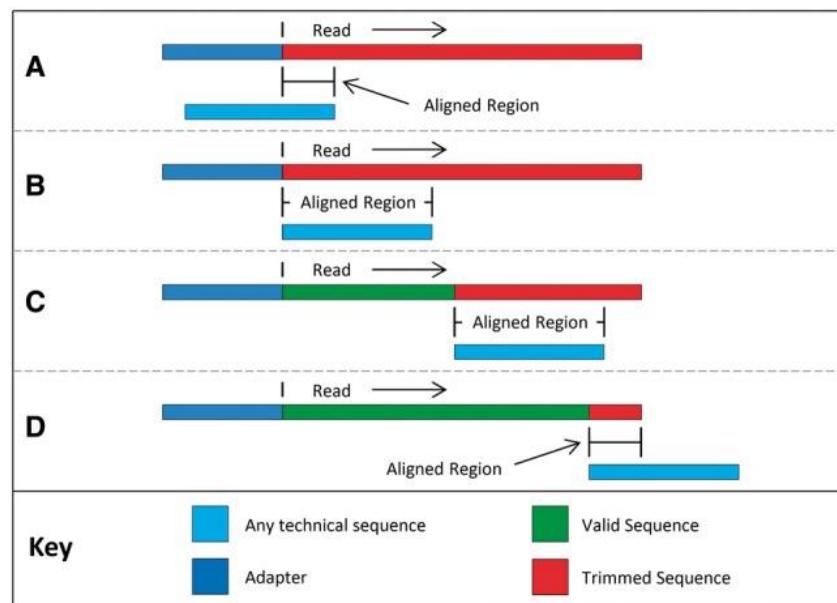 Read
A
Aligned Region
Read
B
Aligned Region
Read
C
Aligned Region
Read
D
Aligned Region
Key
Any technical sequence
Valid Sequence
Adapter
Trimmed Sequence